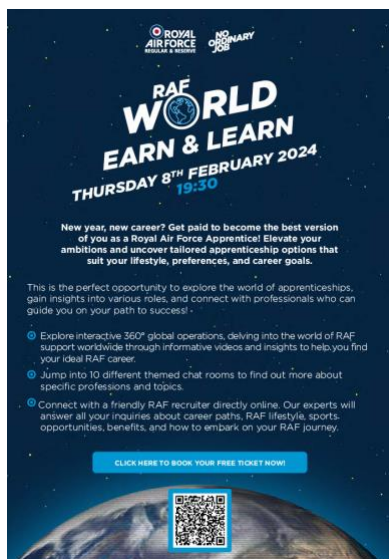 ROYAL
AIR FORCE
REGULAR & RESERVE
NO
ORDINARY
JOB
RAF
WORLD
EARN & LEARN
THURSDAY 8TH FEBRUARY 2024
19:30
New year, new career? Get paid to become the best version
of you as a Royal Air Force Apprentice! Elevate your
ambitions and uncover tailored apprenticeship options that
suit your lifestyle, preferences, and career goals.
This is the perfect opportunity to explore the world of apprenticeships,
gain insights into various roles, and connect with professionals who can
guide you on your path to success!
Explore interactive 360° global operations, delving into the world of RAF
support worldwide through informative videos and insights to help you find
your ideal RAF career.
Jump into 10 different themed chat rooms to find out more about
specific professions and topics.
Connect with a friendly RAF recruiter directly online. Our experts will
answer all your inquiries about career paths, RAF lifestyle, sports
opportunities, benefits, and how to embark on your RAF journey.
CLICK HERE TO BOOK YOUR FREE TICKET NOW!